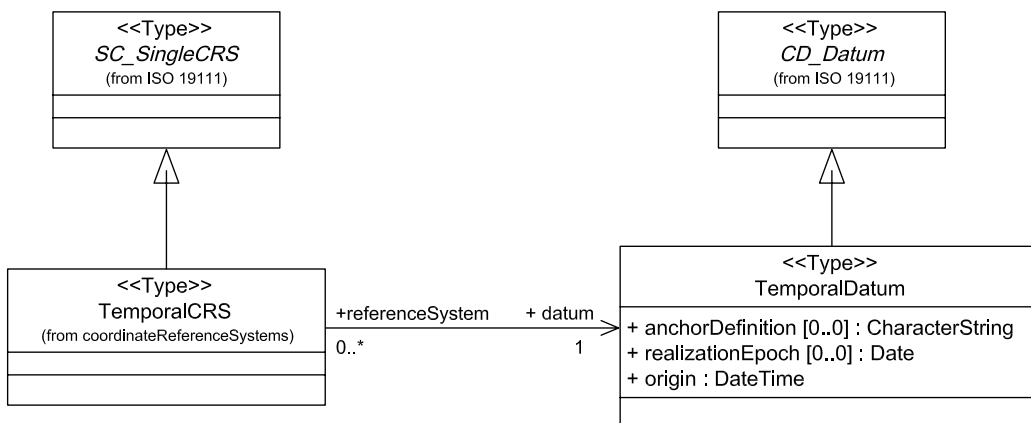 <<Type>>
SC_SingleCRS
(from ISO 19111)
<<Type>>
CD_Datum
(from ISO 19111)
<<Type>>
TemporalCRS
(from coordinateReferenceSystems)
+referenceSystem
0..*
+ datum
1
<<Type>>
TemporalDatum
+ anchorDefinition [0..0] : CharacterString
+ realizationEpoch [0..0] : Date
+ origin : DateTime